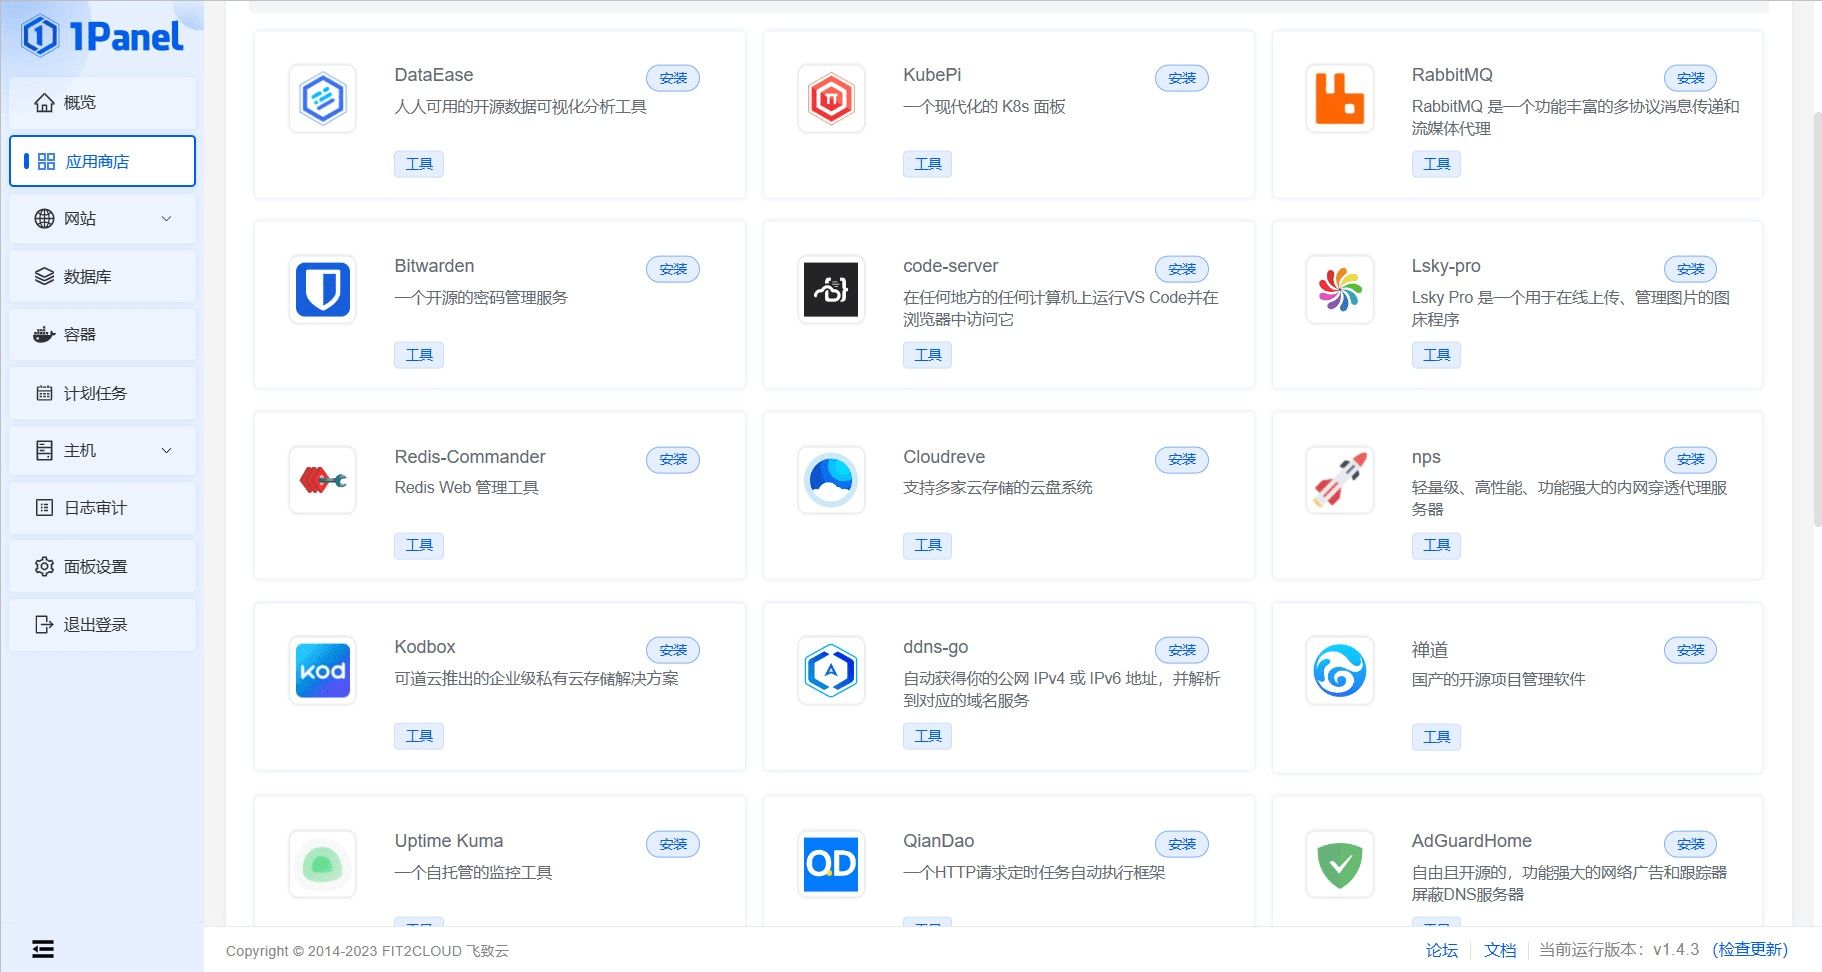 1Panel
概览
应用商店
网站
数据库
容器
计划任务
主机
日志审计
面板设置
退出登录
DataEase
安装
人人可用的开源数据可视化分析工具
工具
KubePi
安装
一个现代化的 K8s 面板
工具
RabbitMQ
安装
RabbitMQ 是一个功能丰富的多协议消息传递和
流媒体代理
工具
Bitwarden
安装
一个开源的密码管理服务
工具
code-server
安装
在任何地方的任何计算机上运行VS Code并在
浏览器中访问它
工具
Lsky-pro
安装
Lsky Pro 是一个用于在线上传、管理图片的图
床程序
工具
Redis-Commander
安装
Redis Web 管理工具
工具
Cloudreve
安装
支持多家云存储的云盘系统
工具
nps
安装
轻量级、高性能、功能强大的内网穿透代理服
务器
工具
kod
Kodbox
安装
可道云推出的企业级私有云存储解决方案
工具
ddns-go
安装
自动获得你的公网 IPv4 或 IPv6 地址，并解析
到对应的域名服务
工具
禅道
安装
国产的开源项目管理软件
工具
Uptime Kuma
安装
一个自托管的监控工具
QD
QianDao
安装
一个HTTP请求定时任务自动执行框架
AdGuardHome
安装
自由且开源的，功能强大的网络广告和跟踪器
屏蔽DNS服务器
Copyright © 2014-2023 FIT2CLOUD 飞致云
论坛
文档
当前运行版本：v1.4.3 (检查更新)